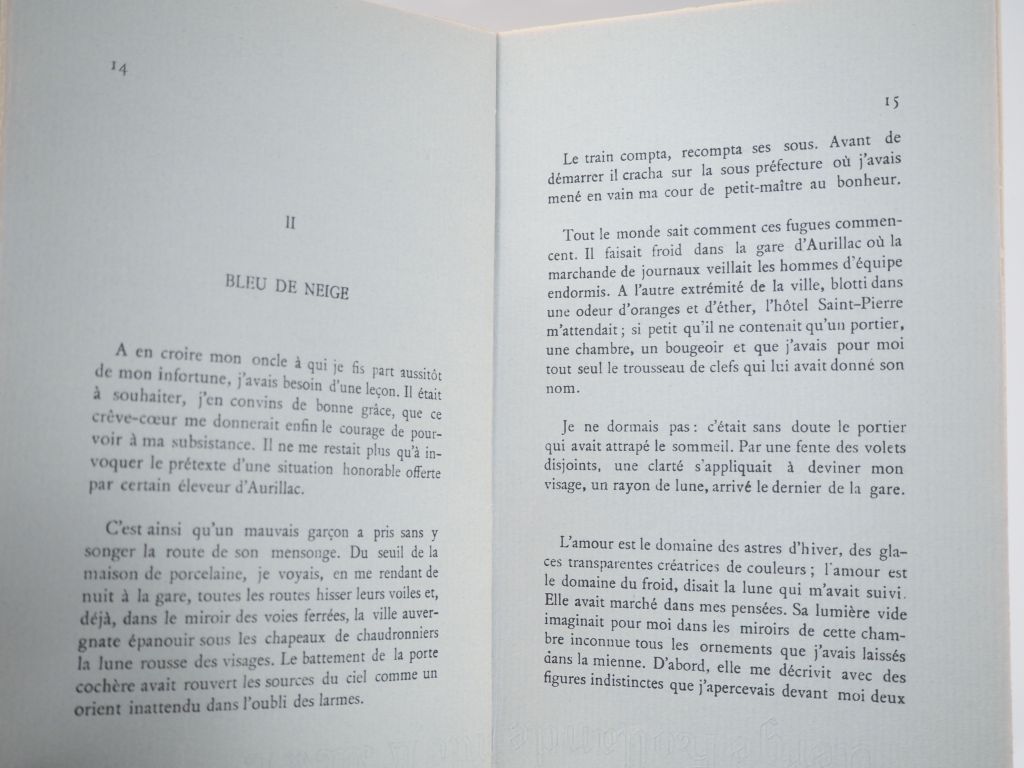 14
II
BLEU DE NEIGE
A en croire mon oncle à qui je fis part aussitôt
de mon infortune, j'avais besoin d'une leçon. Il était
à souhaiter, j'en convins de bonne grâce, que ce
crêve-cœur me donnerait enfin le courage de pour-
voir à ma subsistance. Il ne me restait plus qu'à in-
voquer le prétexte d'une situation honorable offerte
par certain éleveur d'Aurillac.
C'est ainsi qu'un mauvais garçon a pris sans y
songer la route de son mensonge. Du seuil de la
maison de porcelaine, je voyais, en me rendant de
nuit à la gare, toutes les routes hisser leurs voiles et,
déjà, dans le miroir des voies ferrées, la ville auver-
gnate épanouir sous les chapeaux de chaudronniers
la lune rousse des visages. Le battement de la porte
cochère avait rouvert les sources du ciel comme un
orient inattendu dans l'oubli des larmes.
15
Le train compta, recompta ses sous. Avant de
démarrer il cracha sur la sous préfecture où j'avais
mené en vain ma cour de petit-maître au bonheur.
Tout le monde sait comment ces fugues commen-
cent. Il faisait froid dans la gare d'Aurillac où la
marchande de journaux veillait les hommes d'équipe
endormis. A l'autre extrémité de la ville, blotti dans
une odeur d'oranges et d'éther, l'hôtel Saint-Pierre
m'attendait ; si petit qu'il ne contenait qu'un portier,
une chambre, un bougeoir et que j'avais pour moi
tout seul le trousseau de clefs qui lui avait donné son
nom.
Je ne dormais pas : c'était sans doute le portier
qui avait attrapé le sommeil. Par une fente des volets
disjoints, une clarté s'appliquait à deviner mon
visage, un rayon de lune, arrivé le dernier de la gare.
L'amour est le domaine des astres d'hiver, des gla-
ces transparentes créatrices de couleurs ; l'amour est
le domaine du froid, disait la lune qui m'avait suivi.
Elle avait marché dans mes pensées. Sa lumière vide
imaginait pour moi dans les miroirs de cette cham-
bre inconnue tous les ornements que j'avais laissés
dans la mienne. D'abord, elle me décrivit avec des
figures indistinctes que j'apercevais devant moi deux